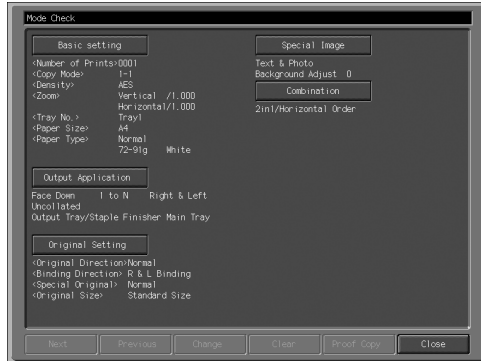 Mode Check
Basic setting
<Number of Prints>0001
<Copy Mode> 1-1
<Density> AES
<Zoom> Vertical /1.000
Horizontal/1.000
<Tray No.> Tray1
<Paper Size> A4
<Paper Type> Normal
72-91g White
Output Application
Face Down 1 to N Right & Left
Uncollated
Output Tray/Staple Finisher Main Tray
Original Setting
<Original Direction>Normal
<Binding Direction> R & L Binding
<Special Original> Normal
<Original Size> Standard Size
Special Image
Text & Photo
Background Adjust 0
Combination
2in1/Horizontal Order
Next Previous Change Clear Proof Copy Close